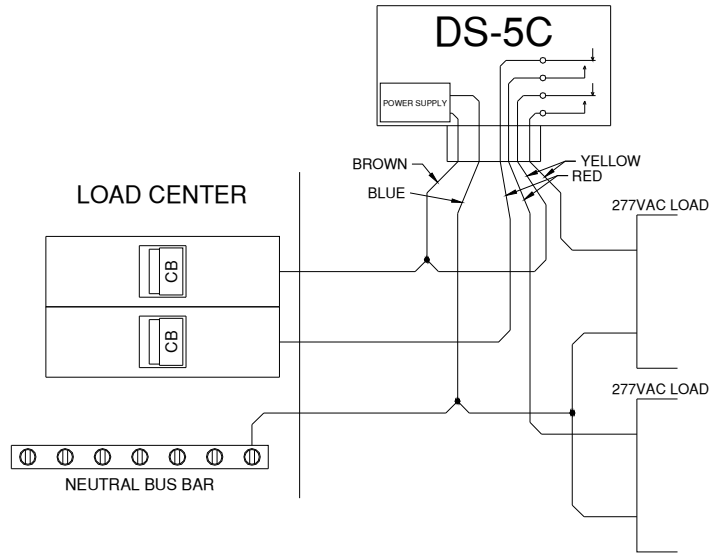 DS-5C
POWER SUPPLY
BROWN
YELLOW
RED
BLUE
LOAD CENTER
277VAC LOAD
CB
CB
277VAC LOAD
NEUTRAL BUS BAR